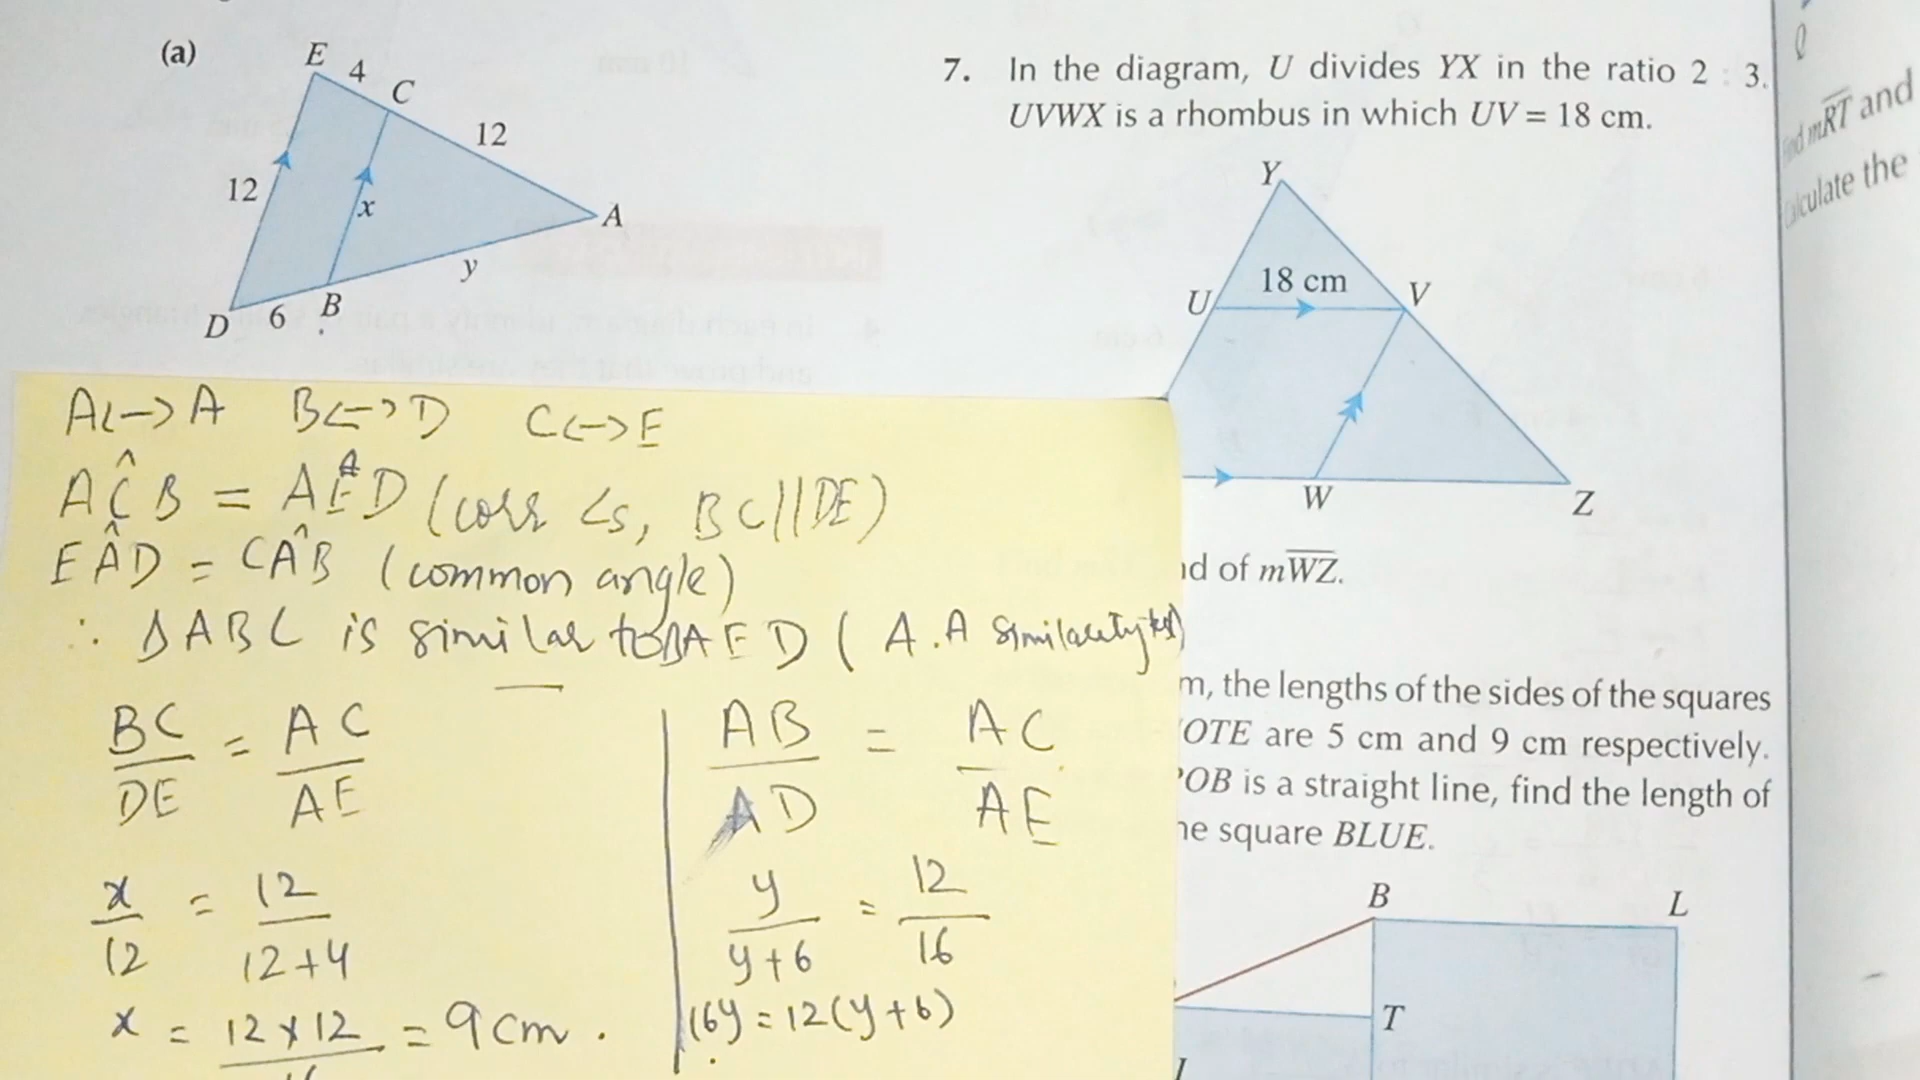 (a)
E
4
C
12
12
x
A
y
D
6
B
7. In the diagram, U divides YX in the ratio 2 : 3.
UVWX is a rhombus in which UV = 18 cm.
Y
18 cm
U
V
W
Z
of mWZ.
m, the lengths of the sides of the squares
OTE are 5 cm and 9 cm respectively.
OB is a straight line, find the length of
square BLUE.
B
L
T
mRT and
the
A<->A B<->D C<->E
AĈB = AÊD (corr ∠s, BC//DE)
EÂD = CÂB (common angle)
∴ ΔABC is similar to ΔAED (A.A similarity
BC/DE = AC/AE
x/12 = 12/12+4
x = 12×12/16 = 9cm.
AB/AD = AC/AE
y/y+6 = 12/16
16y = 12(y+6)